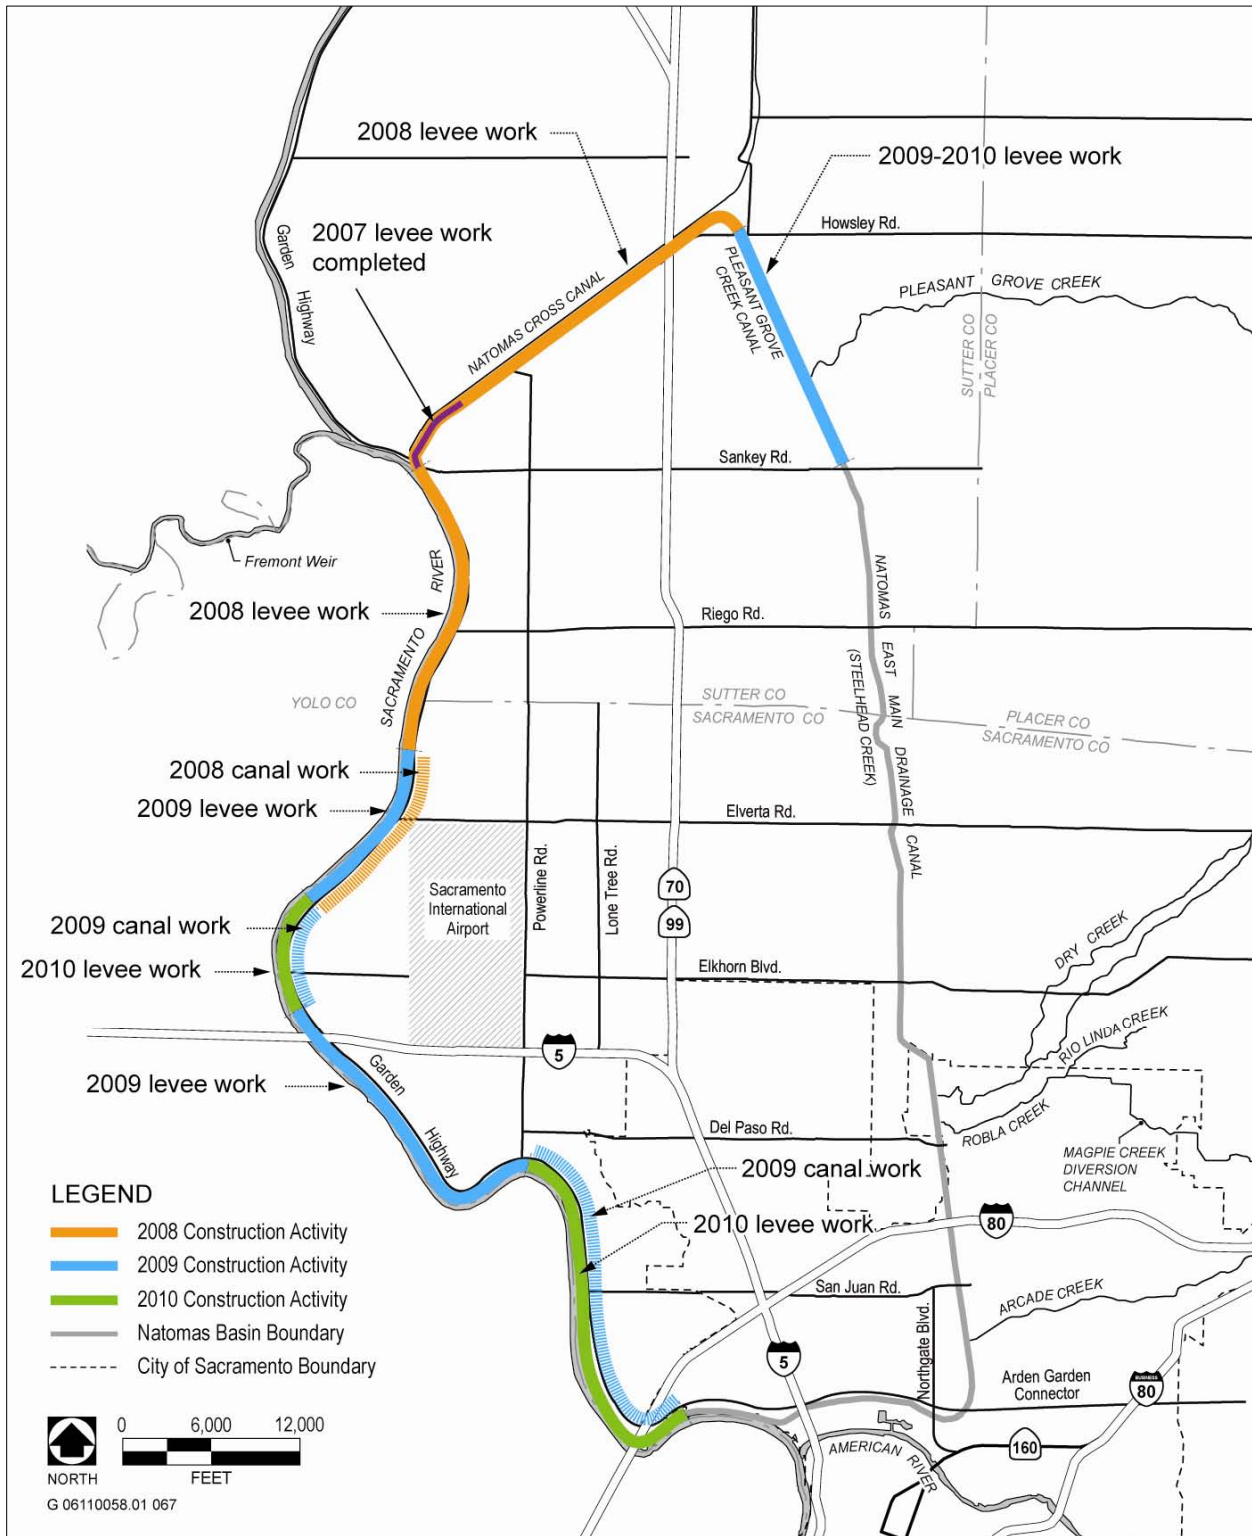 2008 levee work
2009-2010 levee work
Howsley Rd.
2007 levee work
completed
Garden
Highway
NATOMAS CROSS CANAL
PLEASANT GROVE
CREEK CANAL
PLEASANT GROVE CREEK
SUTTER CO
PLACER CO
Sankey Rd.
Fremont Weir
RIVER
SACRAMENTO
2008 levee work
Riego Rd.
NATOMAS EAST MAIN DRAINAGE CANAL
(STEELHEAD CREEK)
YOLO CO
SUTTER CO
SACRAMENTO CO
PLACER CO
SACRAMENTO CO
2008 canal work
2009 levee work
Elverta Rd.
Powerline Rd.
Lone Tree Rd.
70
99
Sacramento
International
Airport
2009 canal work
2010 levee work
DRY CREEK
Elkhorn Blvd.
RIO LINDA CREEK
5
Garden
Highway
2009 levee work
Del Paso Rd.
ROBLA CREEK
MAGPIE CREEK
DIVERSION
CHANNEL
2009 canal work
2010 levee work
80
San Juan Rd.
ARCADE CREEK
Northgate Blvd.
5
Arden Garden
Connector
BUSINESS
80
160
AMERICAN RIVER
LEGEND
2008 Construction Activity
2009 Construction Activity
2010 Construction Activity
Natomas Basin Boundary
City of Sacramento Boundary
NORTH
0 6,000 12,000
FEET
G 06110058.01 067